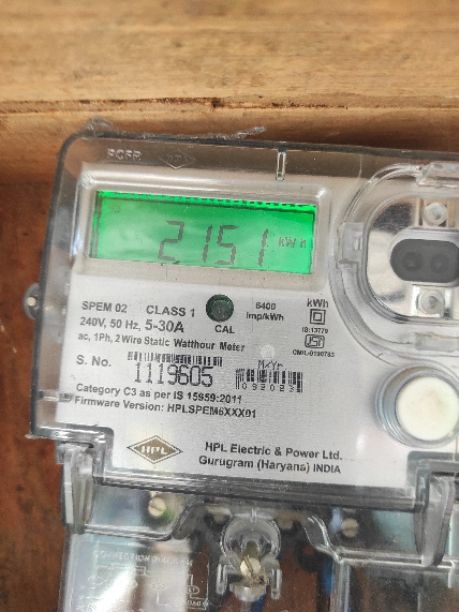 2151 kWh
SPEM 02 CLASS 1
240V, 50 Hz, 5-30A
CAL
6400
imp/kWh
kWh
IS:13779
ac, 1Ph, 2 Wire Static Watthour Meter
S. No. 1119605
Category C3 as per IS 15959:2011
Firmware Version: HPLSPEM6XXX01
HPL
HPL Electric & Power Ltd.
Gurugram (Haryana) INDIA